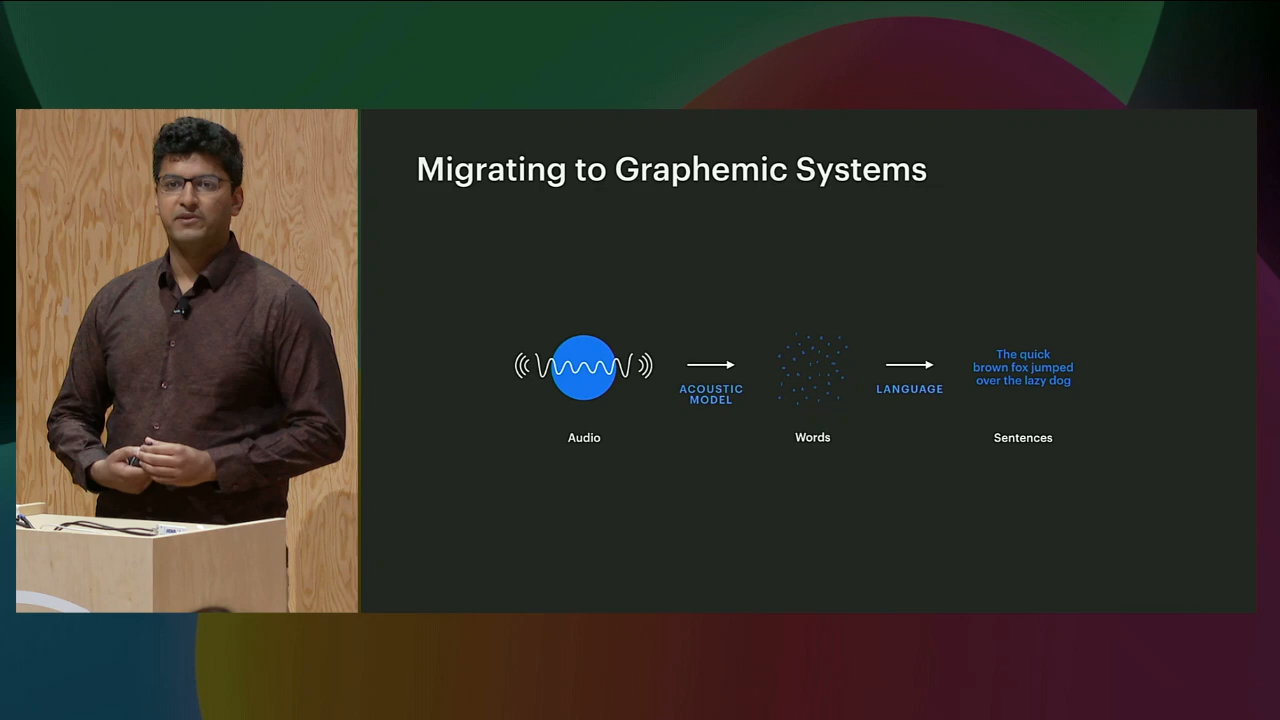 Migrating to Graphemic Systems
ACOUSTIC
MODEL
LANGUAGE
The quick
brown fox jumped
over the lazy dog
Audio
Words
Sentences